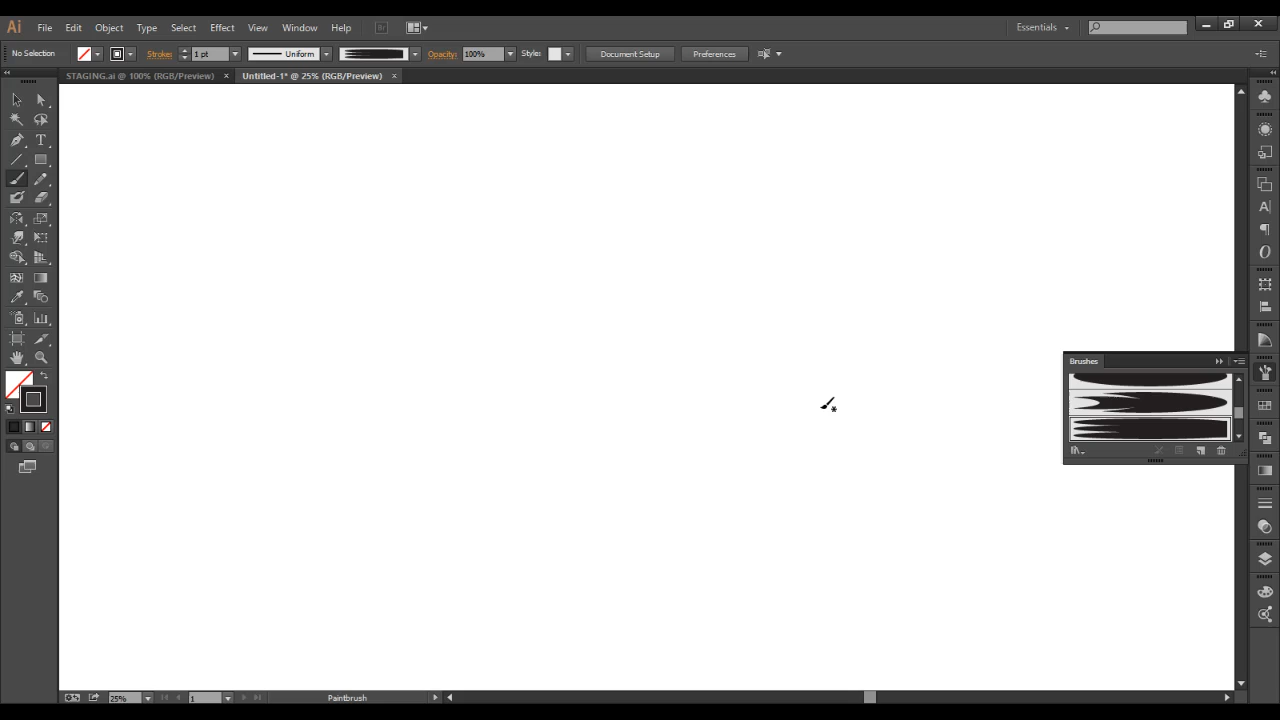 Ai File Edit Object Type Select Effect View Window Help Br Essentials
No Selection Stroke: 1 pt Uniform Opacity: 100% Style: Document Setup Preferences
STAGING.ai @ 100% (RGB/Preview) × Untitled-1* @ 25% (RGB/Preview) ×
Brushes
25% 1 Paintbrush